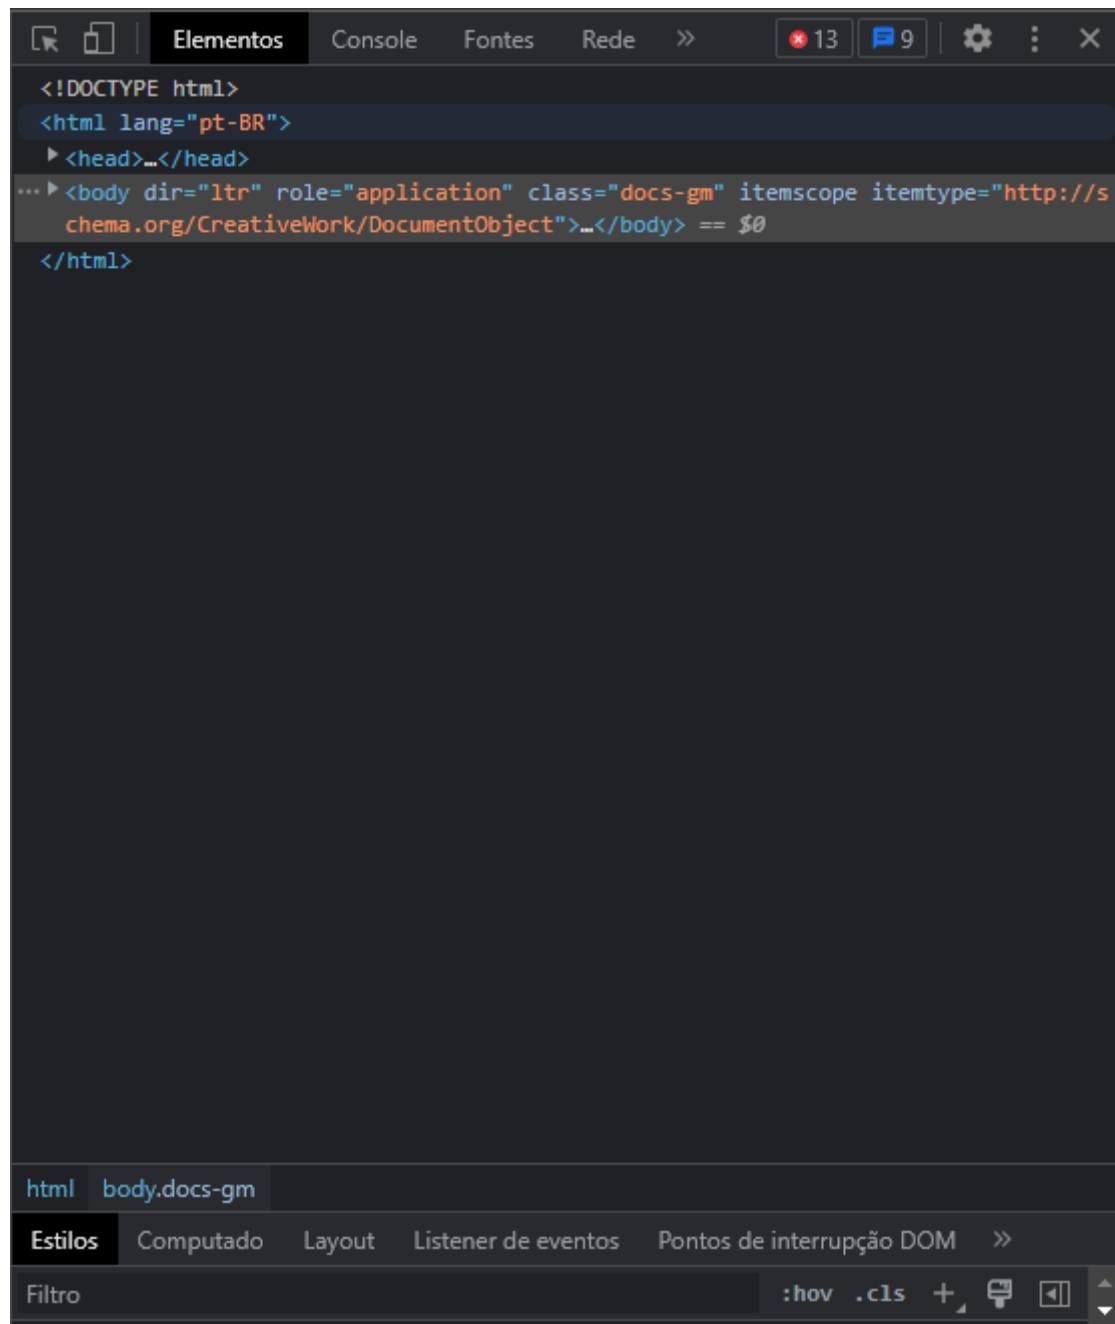 Elementos Console Fontes Rede » 13 9
<!DOCTYPE html>
<html lang="pt-BR">
<head>…</head>
<body dir="ltr" role="application" class="docs-gm" itemscope itemtype="http://s
chema.org/CreativeWork/DocumentObject">…</body> == $0
</html>
html body.docs-gm
Estilos Computado Layout Listener de eventos Pontos de interrupção DOM »
Filtro :hov .cls +